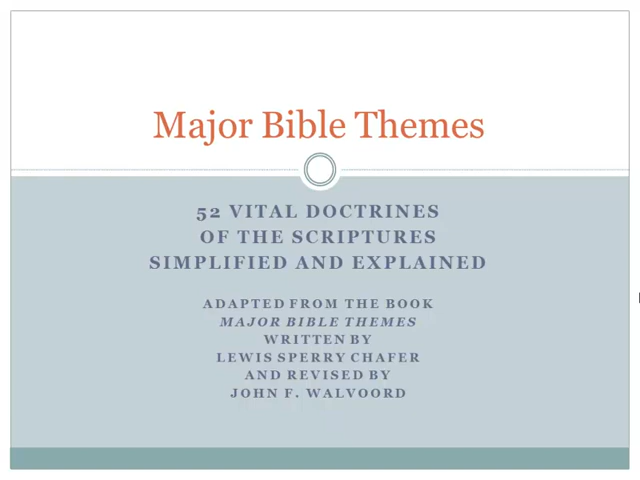 Major Bible Themes
52 VITAL DOCTRINES
OF THE SCRIPTURES
SIMPLIFIED AND EXPLAINED
ADAPTED FROM THE BOOK
MAJOR BIBLE THEMES
WRITTEN BY
LEWIS SPERRY CHAFER
AND REVISED BY
JOHN F. WALVOORD